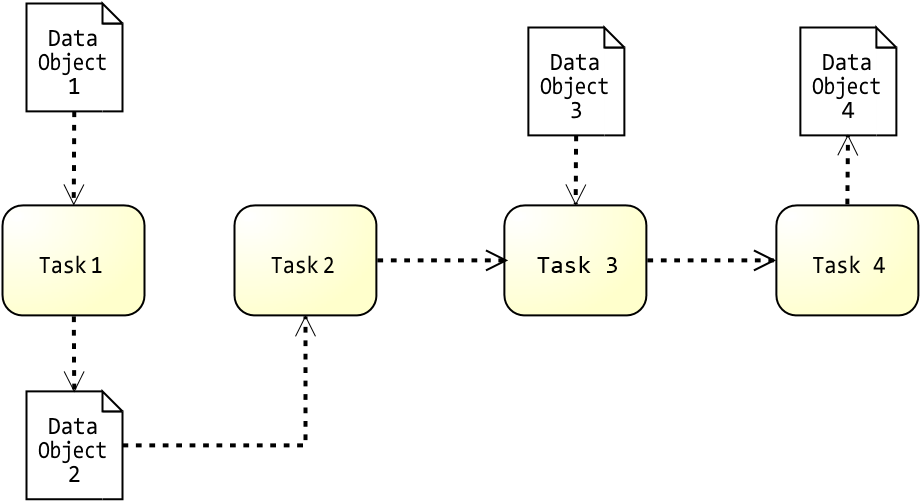 Data
Object
1
Data
Object
3
Data
Object
4
Task 1
Task 2
Task 3
Task 4
Data
Object
2